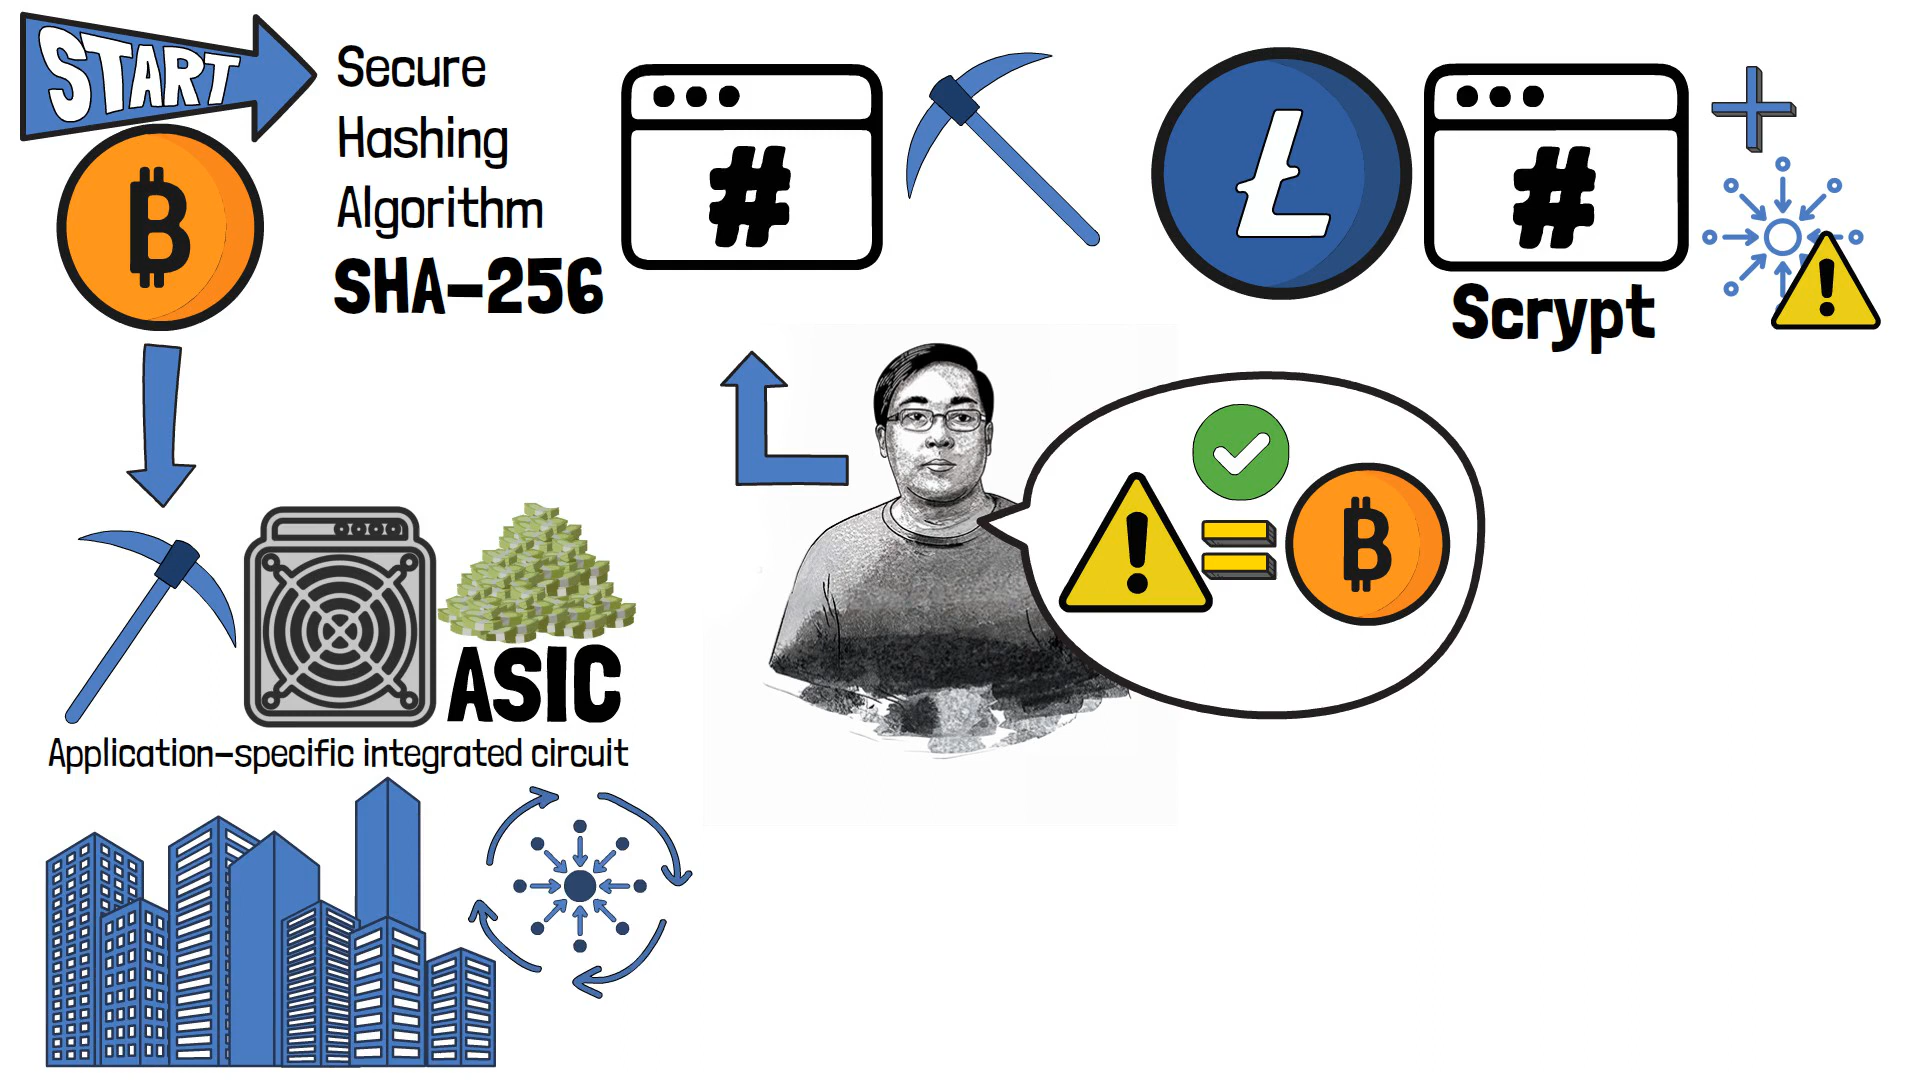 START
Secure
Hashing
Algorithm
SHA-256
#
#
Scrypt
ASIC
Application-specific integrated circuit